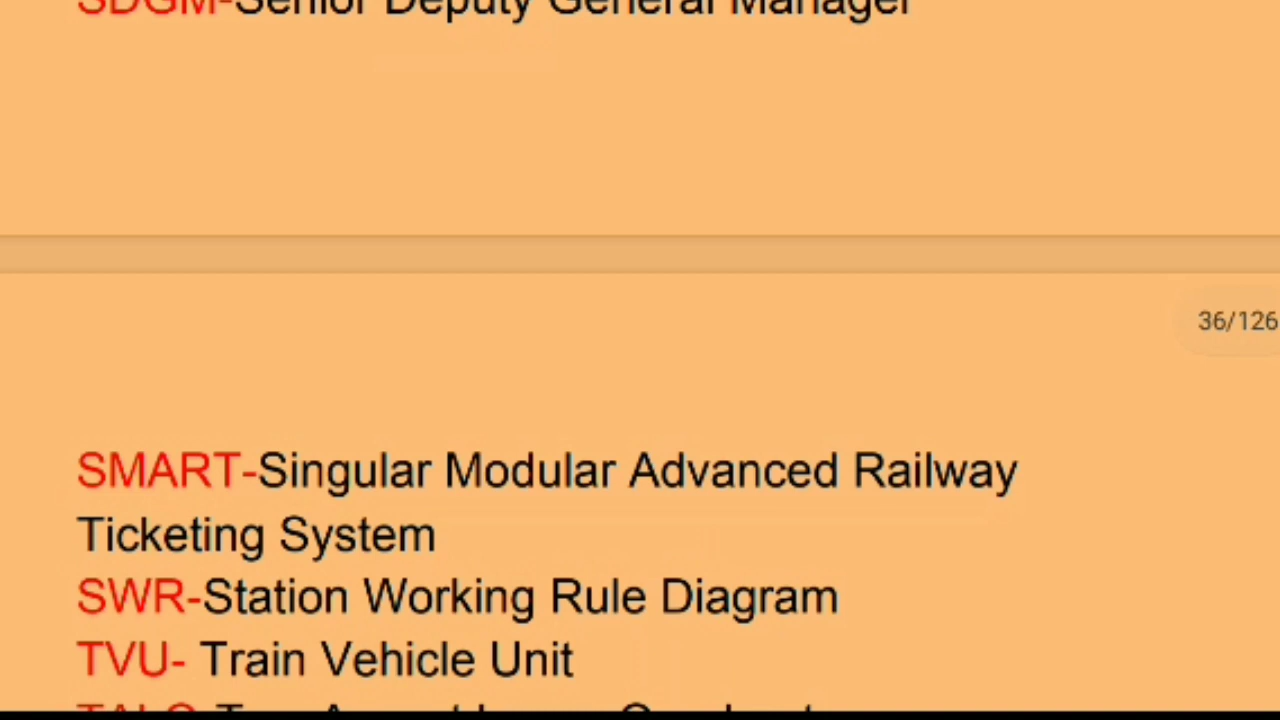 SDGM-Senior Deputy General Manager
36/126
SMART-Singular Modular Advanced Railway
Ticketing System
SWR-Station Working Rule Diagram
TVU- Train Vehicle Unit